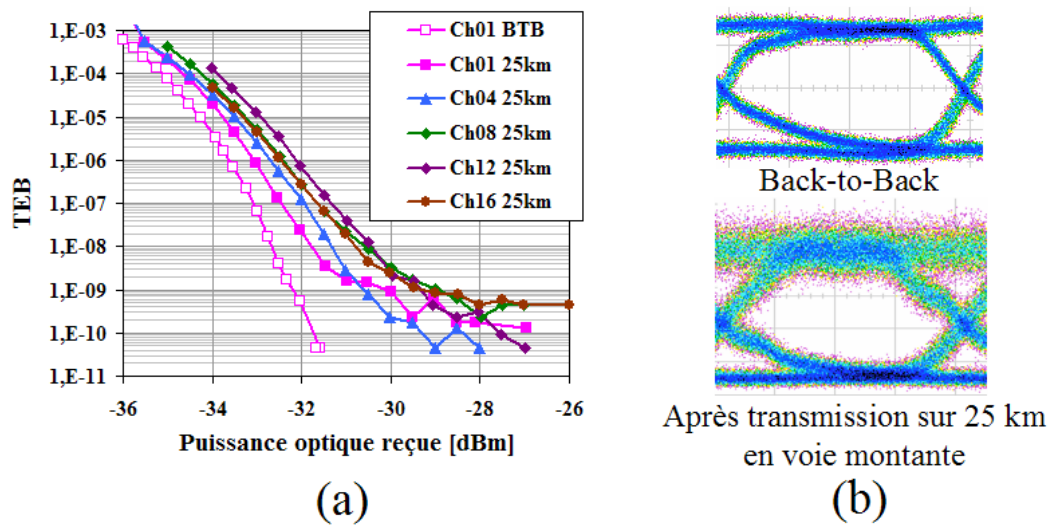 1,E-03
1,E-04
1,E-05
1,E-06
1,E-07
1,E-08
1,E-09
1,E-10
1,E-11
TEB
-36
-34
-32
-30
-28
-26
Puissance optique reçue [dBm]
Ch01 BTB
Ch01 25km
Ch04 25km
Ch08 25km
Ch12 25km
Ch16 25km
(a)
Back-to-Back
Après transmission sur 25 km
en voie montante
(b)